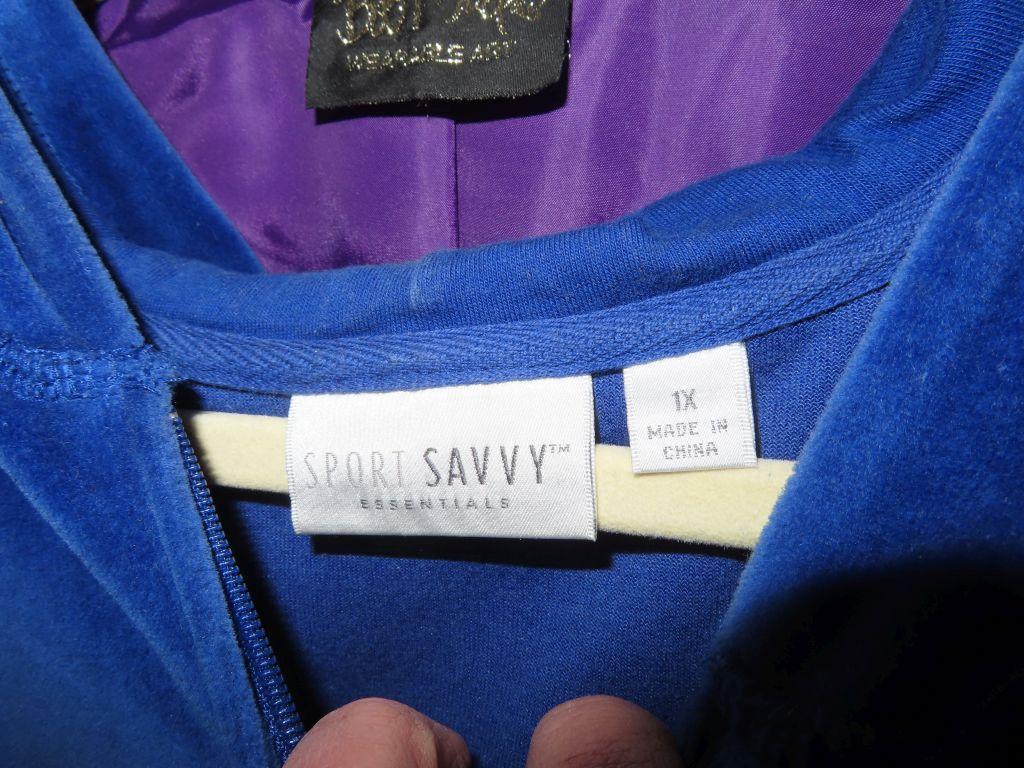 WEARABLE ART
SPORT SAVVY™
ESSENTIALS
1X
MADE IN
CHINA